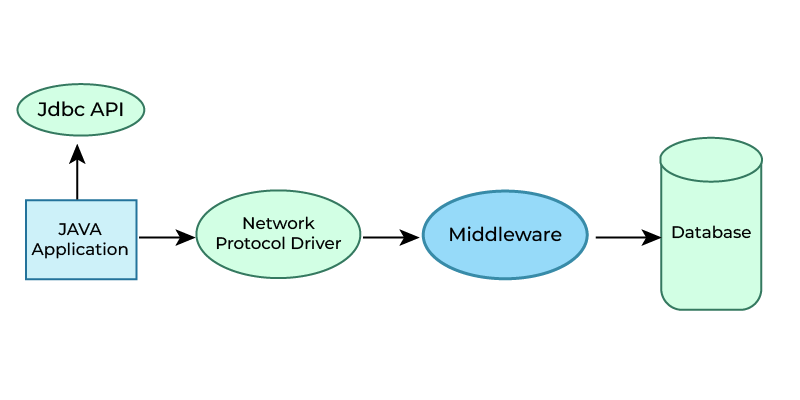 Jdbc API
JAVA
Application
Network
Protocol Driver
Middleware
Database